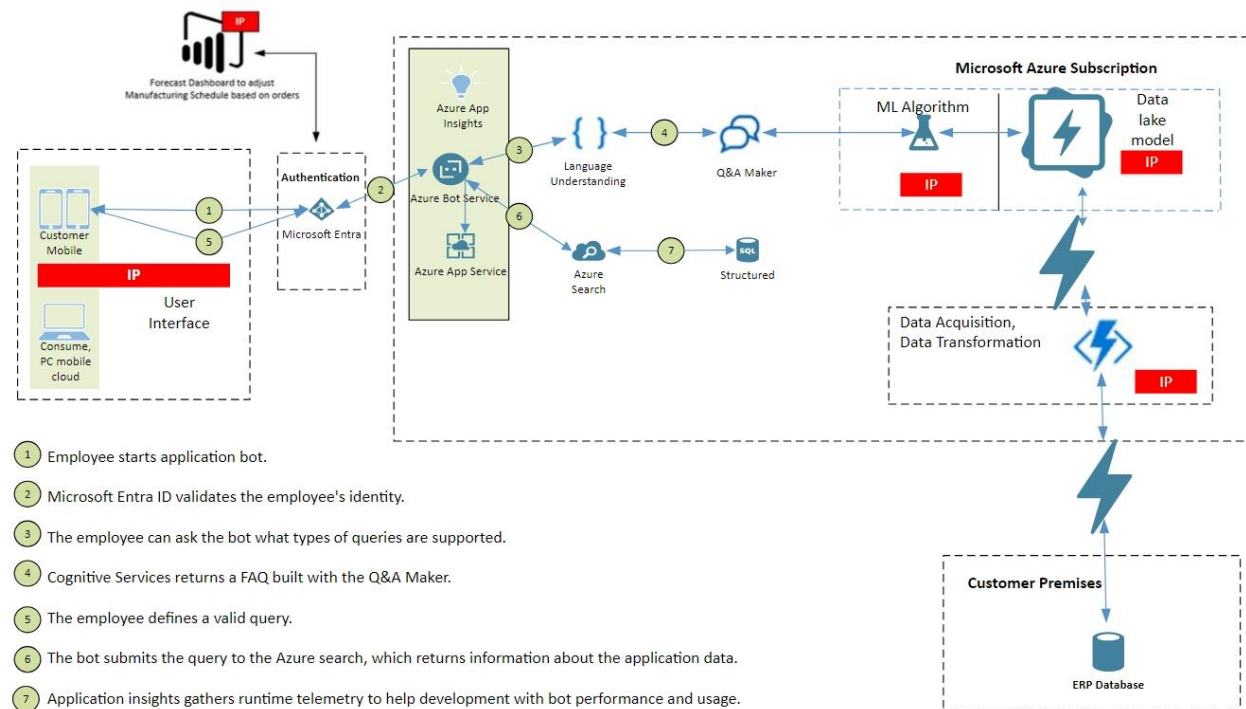 IP
Forecast Dashboard to adjust
Manufacturing Schedule based on orders
Microsoft Azure Subscription
Azure App
Insights
ML Algorithm
Data
lake
model
IP
IP
3
4
Language
Understanding
Q&A Maker
Authentication
2
Azure Bot Service
1
5
Microsoft Entra
Customer
Mobile
6
7
Azure App Service
Azure
Search
SQL
Structured
IP
User
Interface
Consume,
PC mobile
cloud
Data Acquisition,
Data Transformation
IP
1 Employee starts application bot.
2 Microsoft Entra ID validates the employee's identity.
3 The employee can ask the bot what types of queries are supported.
4 Cognitive Services returns a FAQ built with the Q&A Maker.
5 The employee defines a valid query.
6 The bot submits the query to the Azure search, which returns information about the application data.
7 Application insights gathers runtime telemetry to help development with bot performance and usage.
Customer Premises
ERP Database